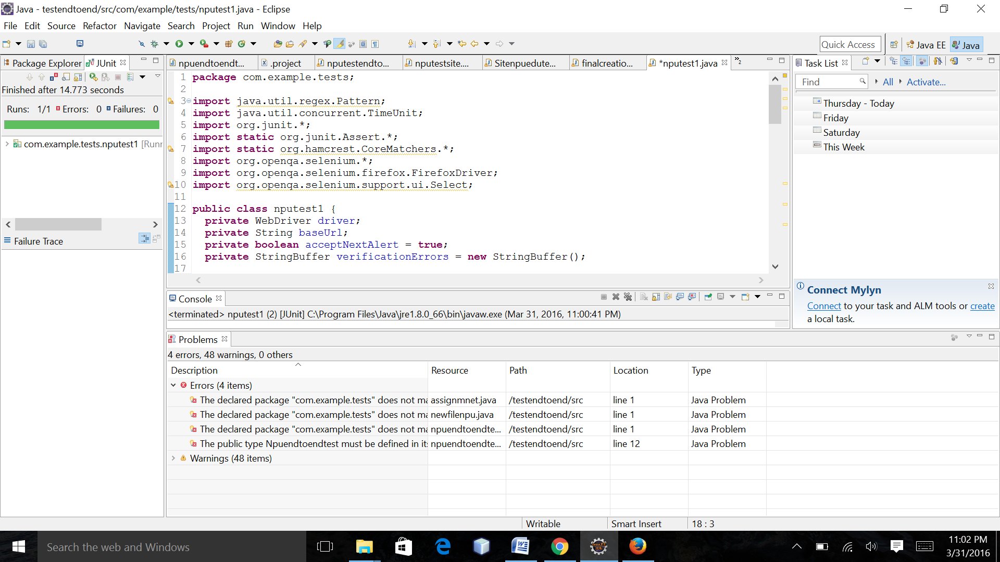 Java - testendtoend/src/com/example/tests/nputest1.java - Eclipse
File Edit Source Refactor Navigate Search Project Run Window Help
Quick Access Java EE Java
Package Explorer JUnit
Finished after 14.773 seconds
Runs: 1/1 Errors: 0 Failures: 0
com.example.tests.nputest1 [Runr
Failure Trace
npuendtoendt... .project nputestendto... nputestsite.... Sitenpuedute... finalcreatio... *nputest1.java 2
1 package com.example.tests;
2
3 import java.util.regex.Pattern;
4 import java.util.concurrent.TimeUnit;
5 import org.junit.*;
6 import static org.junit.Assert.*;
7 import static org.hamcrest.CoreMatchers.*;
8 import org.openqa.selenium.*;
9 import org.openqa.selenium.firefox.FirefoxDriver;
10 import org.openqa.selenium.support.ui.Select;
11
12 public class nputest1 {
13 private WebDriver driver;
14 private String baseUrl;
15 private boolean acceptNextAlert = true;
16 private StringBuffer verificationErrors = new StringBuffer();
17
Task List
Find All Activate...
Thursday - Today
Friday
Saturday
This Week
Connect Mylyn
Connect to your task and ALM tools or create
a local task.
Console
<terminated> nputest1 (2) [JUnit] C:\Program Files\Java\jre1.8.0_66\bin\javaw.exe (Mar 31, 2016, 11:00:41 PM)
Problems
4 errors, 48 warnings, 0 others
Description Resource Path Location Type
Errors (4 items)
The declared package "com.example.tests" does not ma assignmnet.java /testendtoend/src line 1 Java Problem
The declared package "com.example.tests" does not ma newfilenpu.java /testendtoend/src line 1 Java Problem
The declared package "com.example.tests" does not ma npuendtoendte... /testendtoend/src line 1 Java Problem
The public type Npuendtoendtest must be defined in its npuendtoendte... /testendtoend/src line 12 Java Problem
Warnings (48 items)
Writable Smart Insert 18 : 3
Search the web and Windows
Java EE
IDE
11:02 PM
3/31/2016